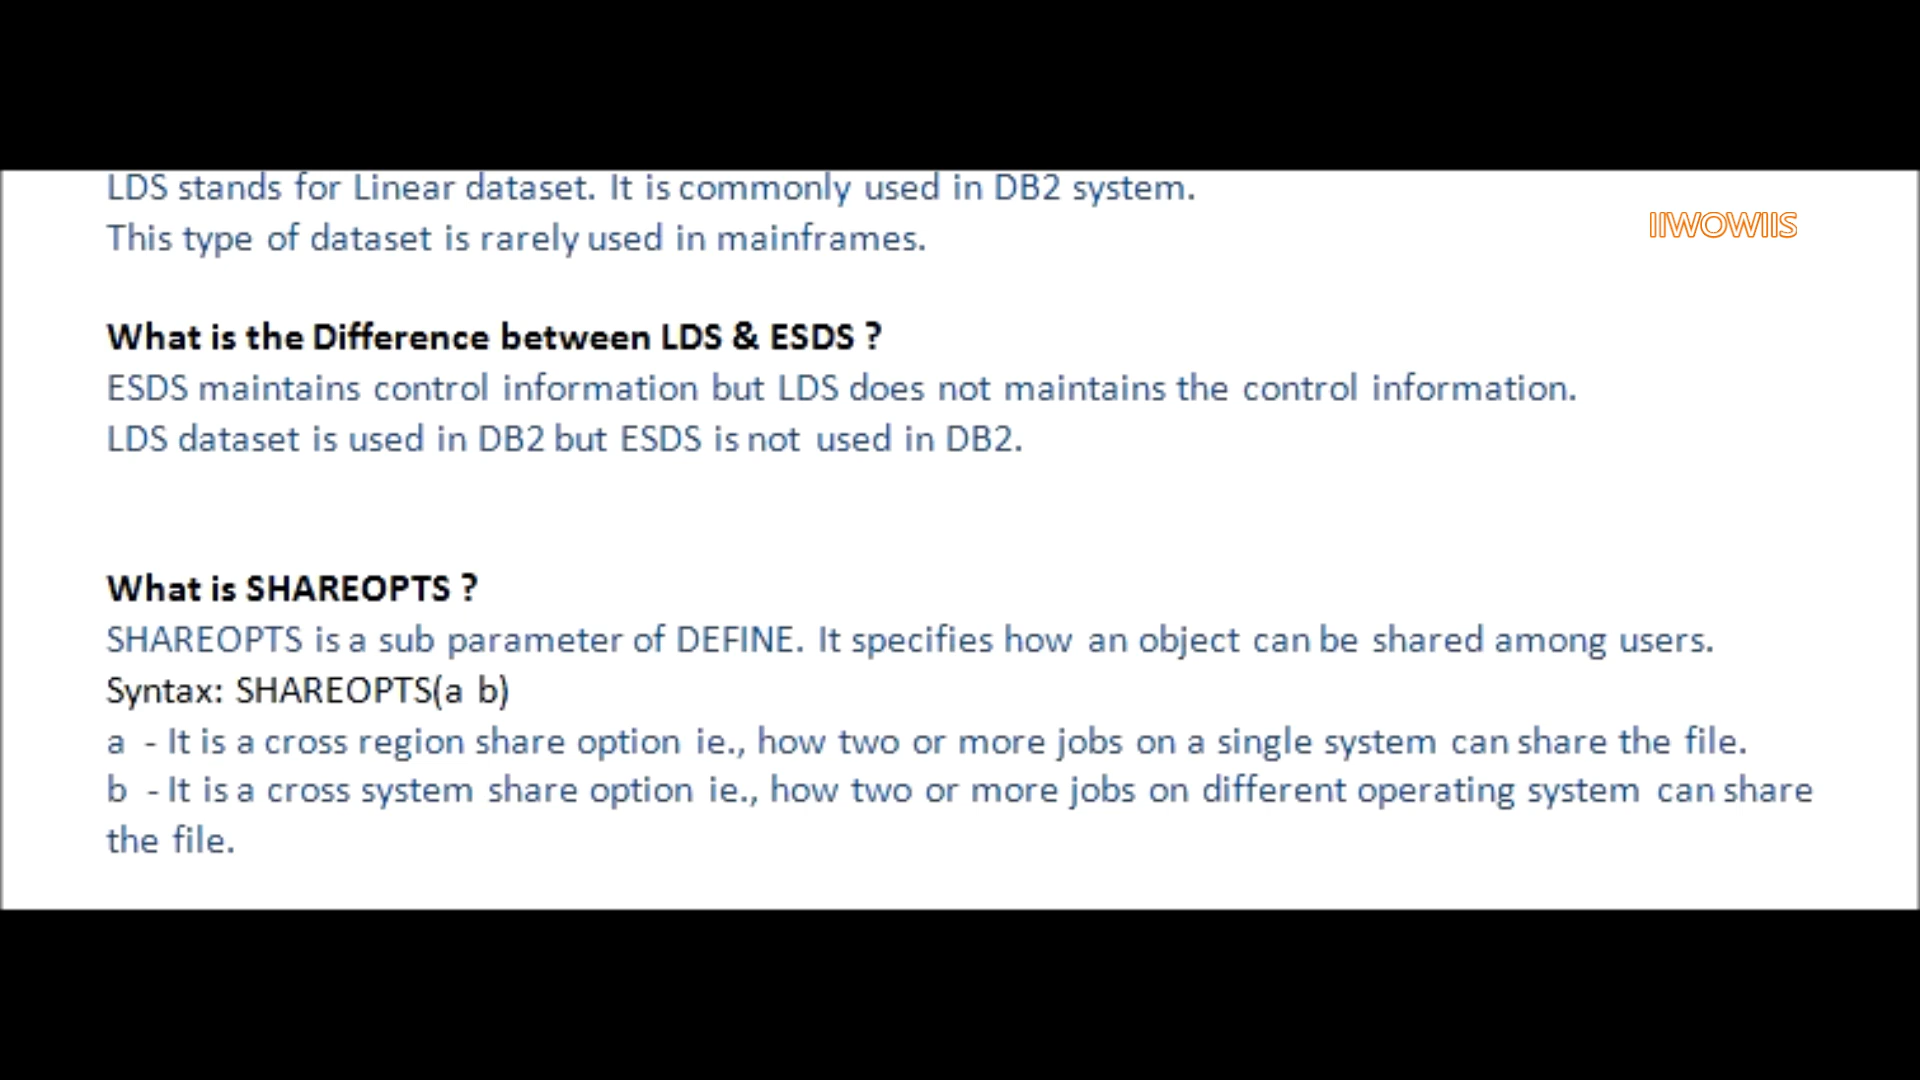 LDS stands for Linear dataset. It is commonly used in DB2 system.
This type of dataset is rarely used in mainframes.
IIWOWIIS
What is the Difference between LDS & ESDS ?
ESDS maintains control information but LDS does not maintains the control information.
LDS dataset is used in DB2 but ESDS is not used in DB2.
What is SHAREOPTS ?
SHAREOPTS is a sub parameter of DEFINE. It specifies how an object can be shared among users.
Syntax: SHAREOPTS(a b)
a - It is a cross region share option ie., how two or more jobs on a single system can share the file.
b - It is a cross system share option ie., how two or more jobs on different operating system can share
the file.